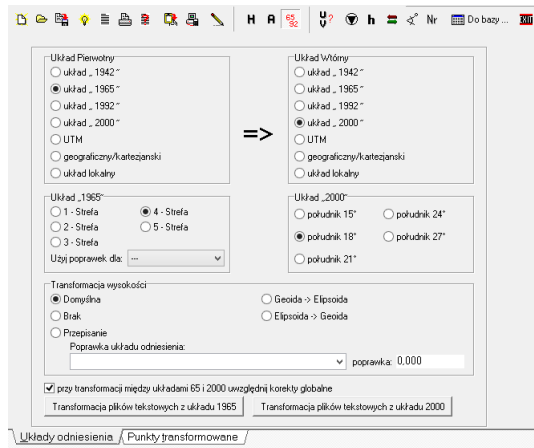 H A 65 92 U? U h Nr Do bazy ...
Układ Pierwotny
układ „ 1942 "
układ „ 1965 "
układ „ 1992 "
układ „ 2000 "
UTM
geograficzny/kartezjański
układ lokalny
=>
Układ Wtórny
układ „ 1942 "
układ „ 1965 "
układ „ 1992 "
układ „ 2000 "
UTM
geograficzny/kartezjański
układ lokalny
Układ „1965"
1 - Strefa
4 - Strefa
2 - Strefa
5 - Strefa
3 - Strefa
Użyj poprawek dla: ---
Układ „2000"
południk 15°
południk 24°
południk 18°
południk 27°
południk 21°
Transformacja wysokości
Domyślna
Geoida -> Elipsoida
Brak
Elipsoida -> Geoida
Przepisanie
Poprawka układu odniesienia:
poprawka: 0,000
przy transformacji między układami 65 i 2000 uwzględnij korekty globalne
Transformacja plików tekstowych z układu 1965
Transformacja plików tekstowych z układu 2000
Układy odniesienia
Punkty transformowane